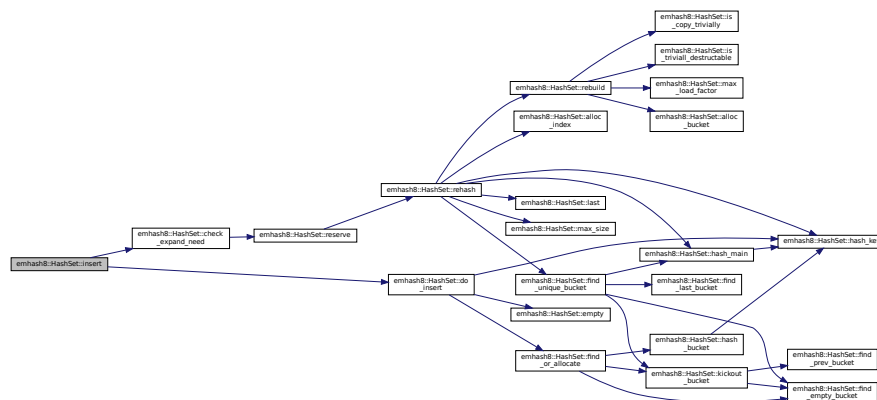 emhash8::HashSet::is
_copy_trivially
emhash8::HashSet::is
_triviall_destructable
emhash8::HashSet::rebuild
emhash8::HashSet::max
_load_factor
emhash8::HashSet::alloc
_index
emhash8::HashSet::alloc
_bucket
emhash8::HashSet::rehash
emhash8::HashSet::last
emhash8::HashSet::check
_expand_need
emhash8::HashSet::reserve
emhash8::HashSet::max_size
emhash8::HashSet::hash_key
emhash8::HashSet::hash_main
emhash8::HashSet::insert
emhash8::HashSet::do
_insert
emhash8::HashSet::find
_unique_bucket
emhash8::HashSet::find
_last_bucket
emhash8::HashSet::empty
emhash8::HashSet::hash
_bucket
emhash8::HashSet::find
_or_allocate
emhash8::HashSet::find
_prev_bucket
emhash8::HashSet::kickout
_bucket
emhash8::HashSet::find
_empty_bucket